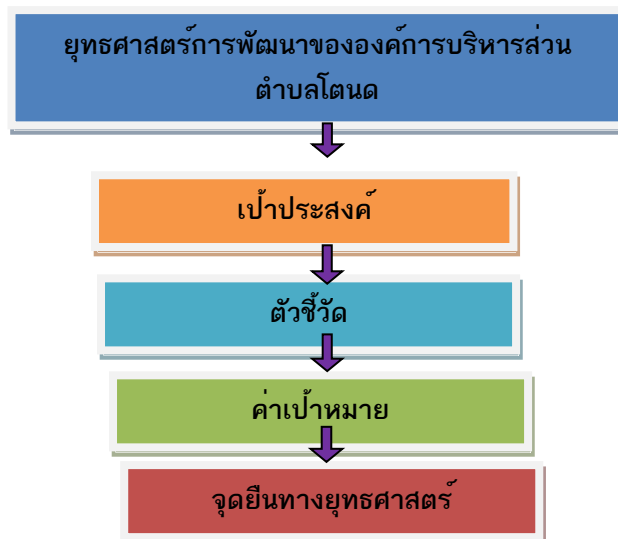 ยุทธศาสตร์การพัฒนาขององค์การบริหารส่วน
ตำบลโตนด
เป้าประสงค์
ตัวชี้วัด
ค่าเป้าหมาย
จุดยืนทางยุทธศาสตร์